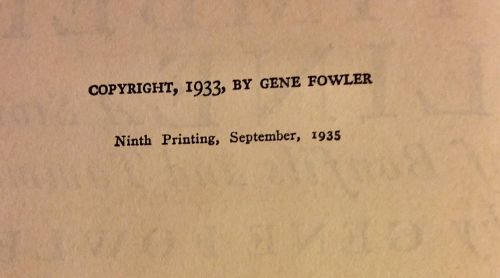 COPYRIGHT, 1933, BY GENE FOWLER
Ninth Printing, September, 1935